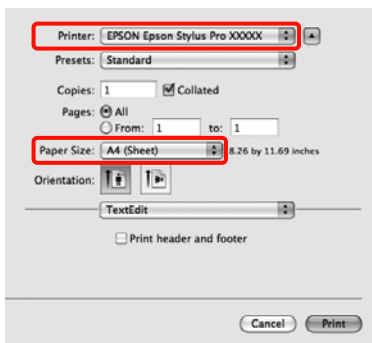 Printer: EPSON Epson Stylus Pro XXXXX
Presets: Standard
Copies: 1 Collated
Pages: All
From: 1 to: 1
Paper Size: A4 (Sheet) 8.26 by 11.69 inches
Orientation:
TextEdit
Print header and footer
Cancel Print